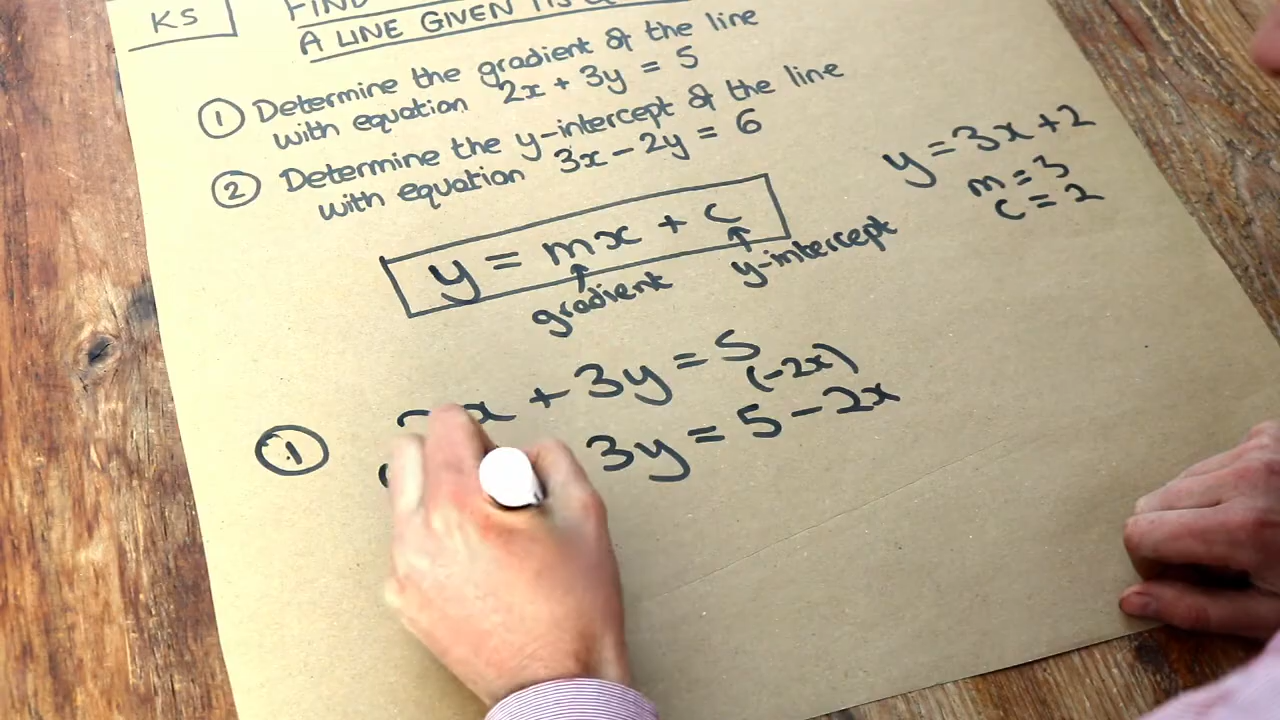 KS
FIND
A LINE GIVEN ITS
① Determine the gradient of the line
with equation 2x + 3y = 5
② Determine the y-intercept of the line
with equation 3x - 2y = 6
y = 3x + 2
m = 3
c = 2
y = mx + c
gradient
y-intercept
① 2x + 3y = 5
(-2x)
3y = 5 - 2x